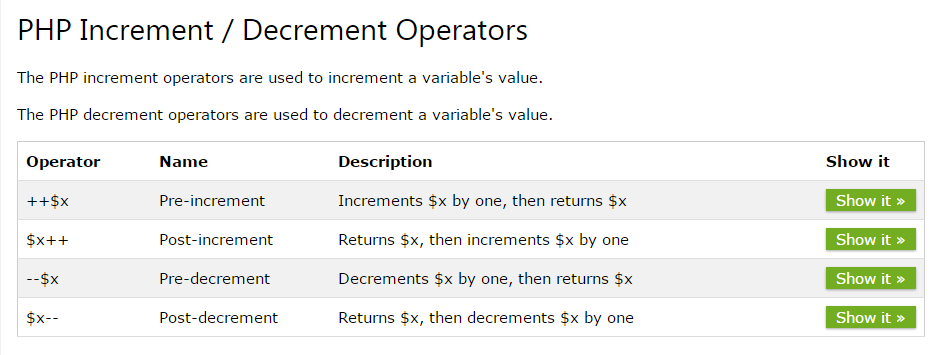 PHP Increment / Decrement Operators
The PHP increment operators are used to increment a variable's value.
The PHP decrement operators are used to decrement a variable's value.
Operator Name Description Show it
++$x Pre-increment Increments $x by one, then returns $x Show it »
$x++ Post-increment Returns $x, then increments $x by one Show it »
--$x Pre-decrement Decrements $x by one, then returns $x Show it »
$x-- Post-decrement Returns $x, then decrements $x by one Show it »